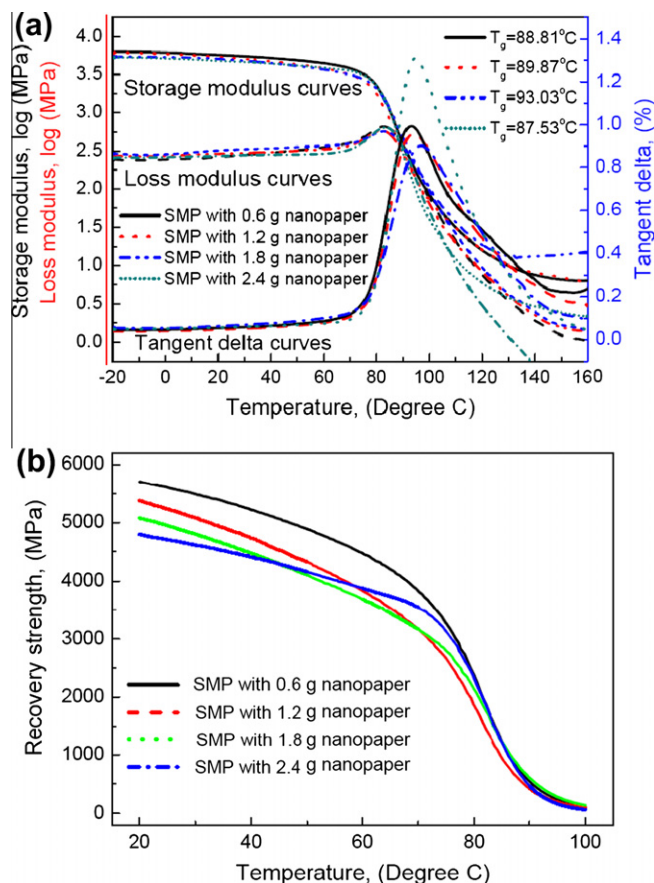 (a)
Storage modulus, log (MPa)
Loss modulus, log (MPa)
4.0
3.5
3.0
2.5
2.0
1.5
1.0
0.5
0.0
1.4
1.2
1.0
0.8
0.6
0.4
0.2
0.0
Tangent delta, (%)
Tg=88.81°C
Tg=89.87°C
Tg=93.03°C
Tg=87.53°C
Storage modulus curves
Loss modulus curves
SMP with 0.6 g nanopaper
SMP with 1.2 g nanopaper
SMP with 1.8 g nanopaper
SMP with 2.4 g nanopaper
Tangent delta curves
-20 0 20 40 60 80 100 120 140 160
Temperature, (Degree C)
(b)
Recovery strength, (MPa)
6000
5000
4000
3000
2000
1000
0
SMP with 0.6 g nanopaper
SMP with 1.2 g nanopaper
SMP with 1.8 g nanopaper
SMP with 2.4 g nanopaper
20 40 60 80 100
Temperature, (Degree C)